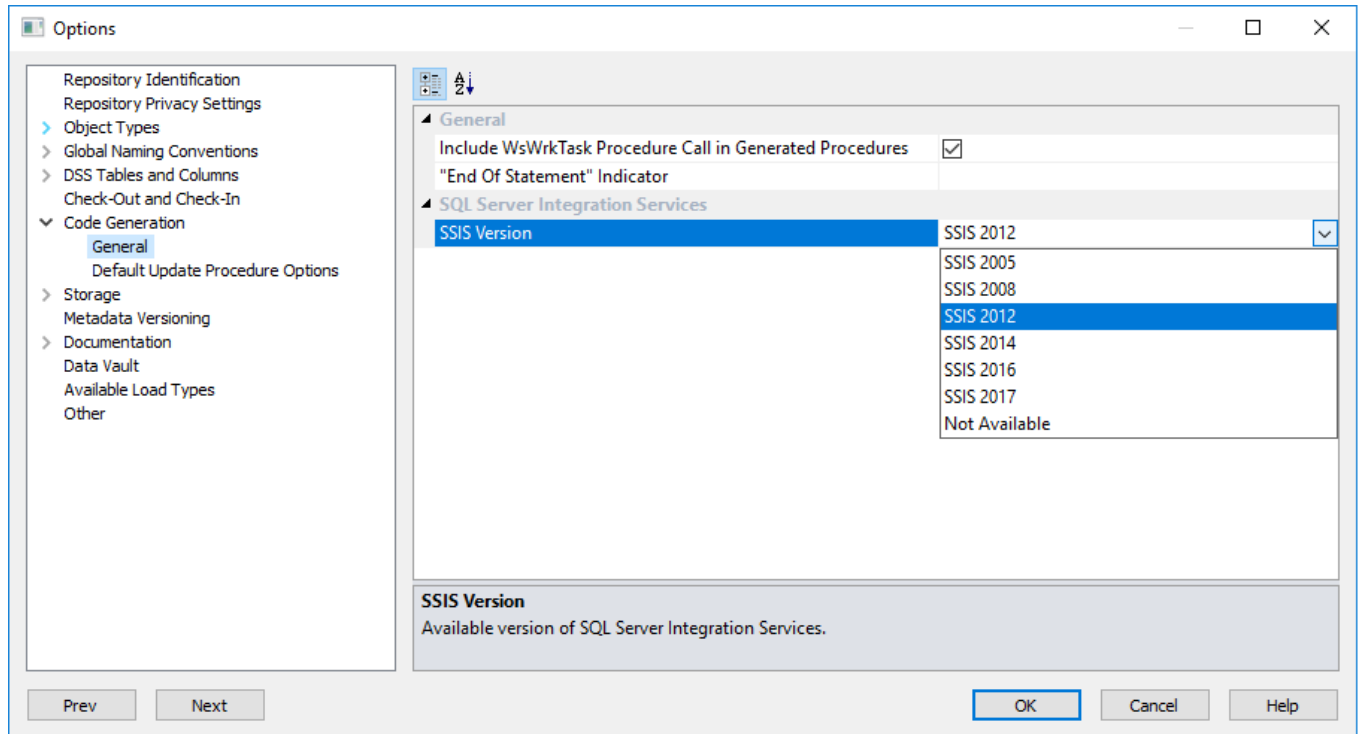 Options
Repository Identification
Repository Privacy Settings
Object Types
Global Naming Conventions
DSS Tables and Columns
Check-Out and Check-In
Code Generation
General
Default Update Procedure Options
Storage
Metadata Versioning
Documentation
Data Vault
Available Load Types
Other
A
Z
General
Include WsWrkTask Procedure Call in Generated Procedures
"End Of Statement" Indicator
SQL Server Integration Services
SSIS Version SSIS 2012
SSIS 2005
SSIS 2008
SSIS 2012
SSIS 2014
SSIS 2016
SSIS 2017
Not Available
SSIS Version
Available version of SQL Server Integration Services.
Prev Next OK Cancel Help